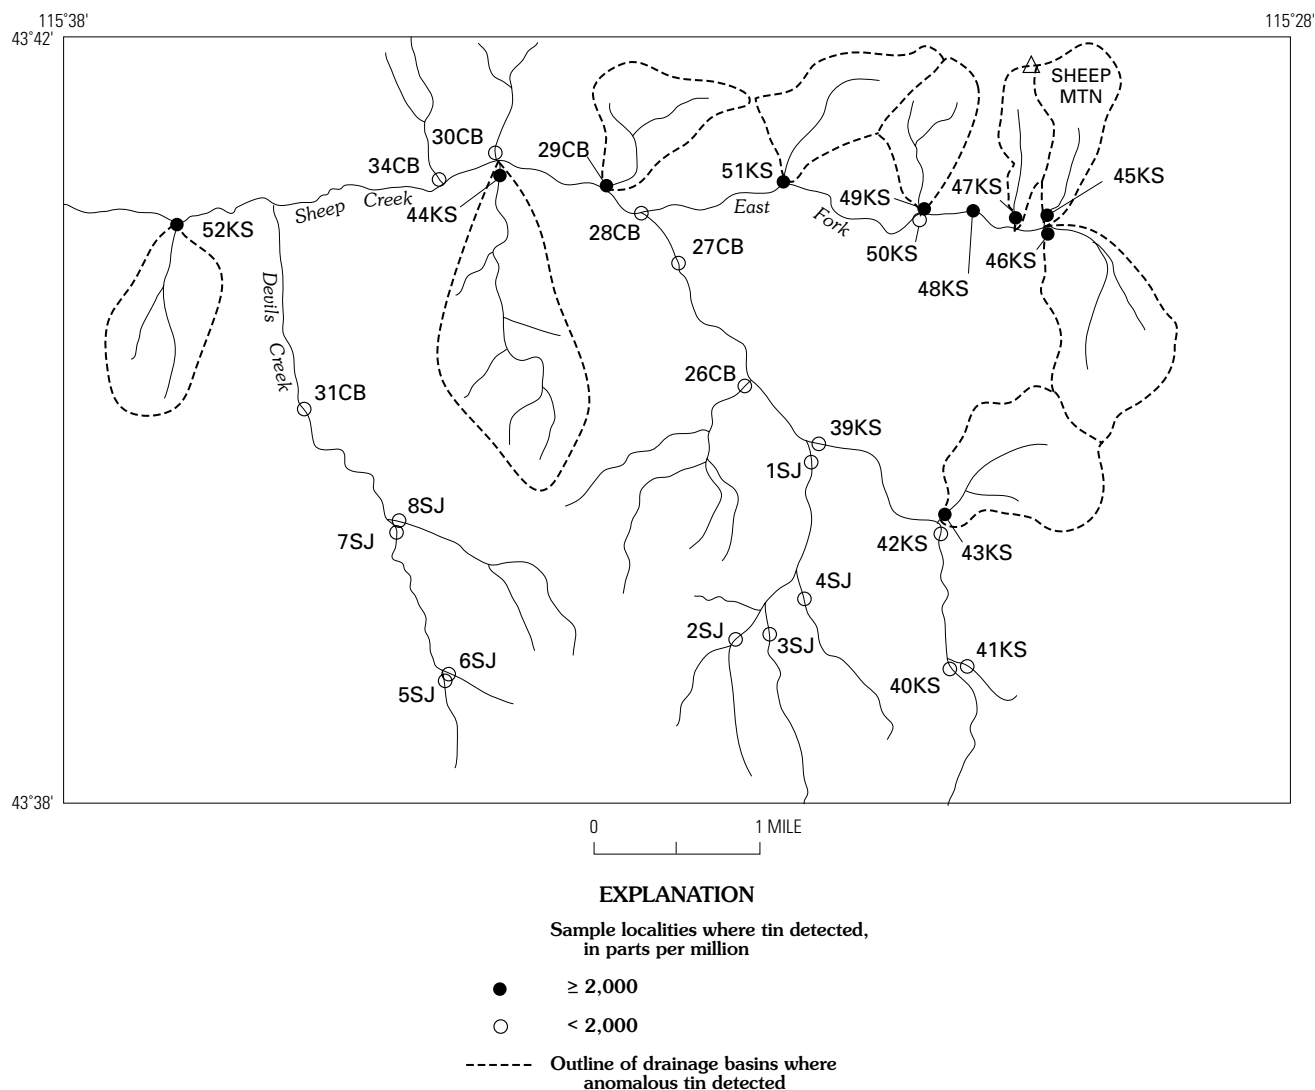 115°38'
115°28'
43°42'
SHEEP
MTN
30CB
29CB
34CB
51KS
45KS
49KS
47KS
Sheep Creek
44KS
East
Fork
52KS
28CB
50KS
46KS
27CB
48KS
Devils
Creek
26CB
31CB
39KS
1SJ
8SJ
7SJ
42KS
43KS
4SJ
2SJ
3SJ
41KS
6SJ
40KS
5SJ
43°38'
0 1 MILE
EXPLANATION
Sample localities where tin detected,
in parts per million
≥ 2,000
< 2,000
Outline of drainage basins where
anomalous tin detected